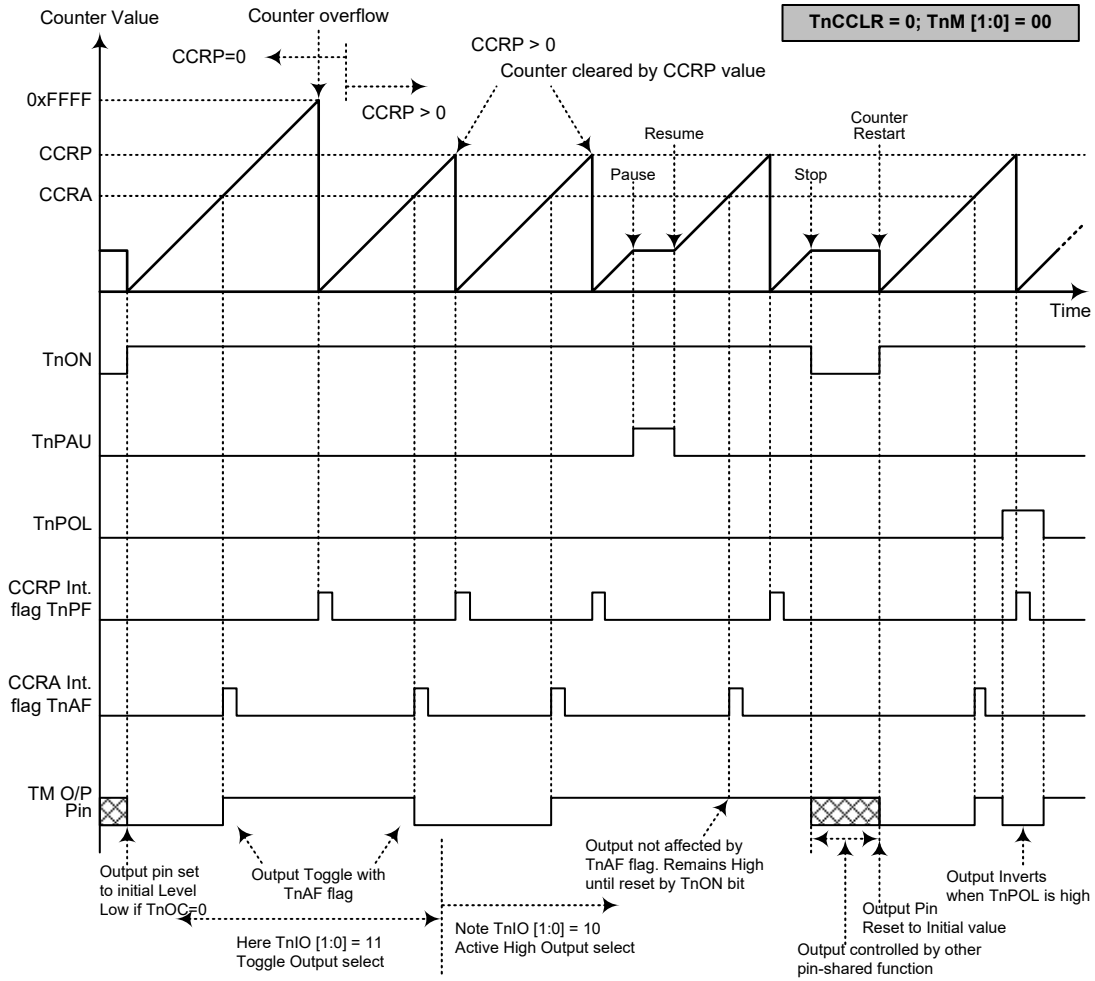 Counter Value
Counter overflow
TnCCLR = 0; TnM [1:0] = 00
CCRP=0
CCRP > 0
CCRP > 0
Counter cleared by CCRP value
0xFFFF
CCRP
CCRA
Pause
Resume
Stop
Counter
Restart
Time
TnON
TnPAU
TnPOL
CCRP Int.
flag TnPF
CCRA Int.
flag TnAF
TM O/P
Pin
Output pin set
to initial Level
Low if TnOC=0
Output Toggle with
TnAF flag
Output not affected by
TnAF flag. Remains High
until reset by TnON bit
Output Inverts
when TnPOL is high
Output Pin
Reset to Initial value
Here TnIO [1:0] = 11
Toggle Output select
Note TnIO [1:0] = 10
Active High Output select
Output controlled by other
pin-shared function